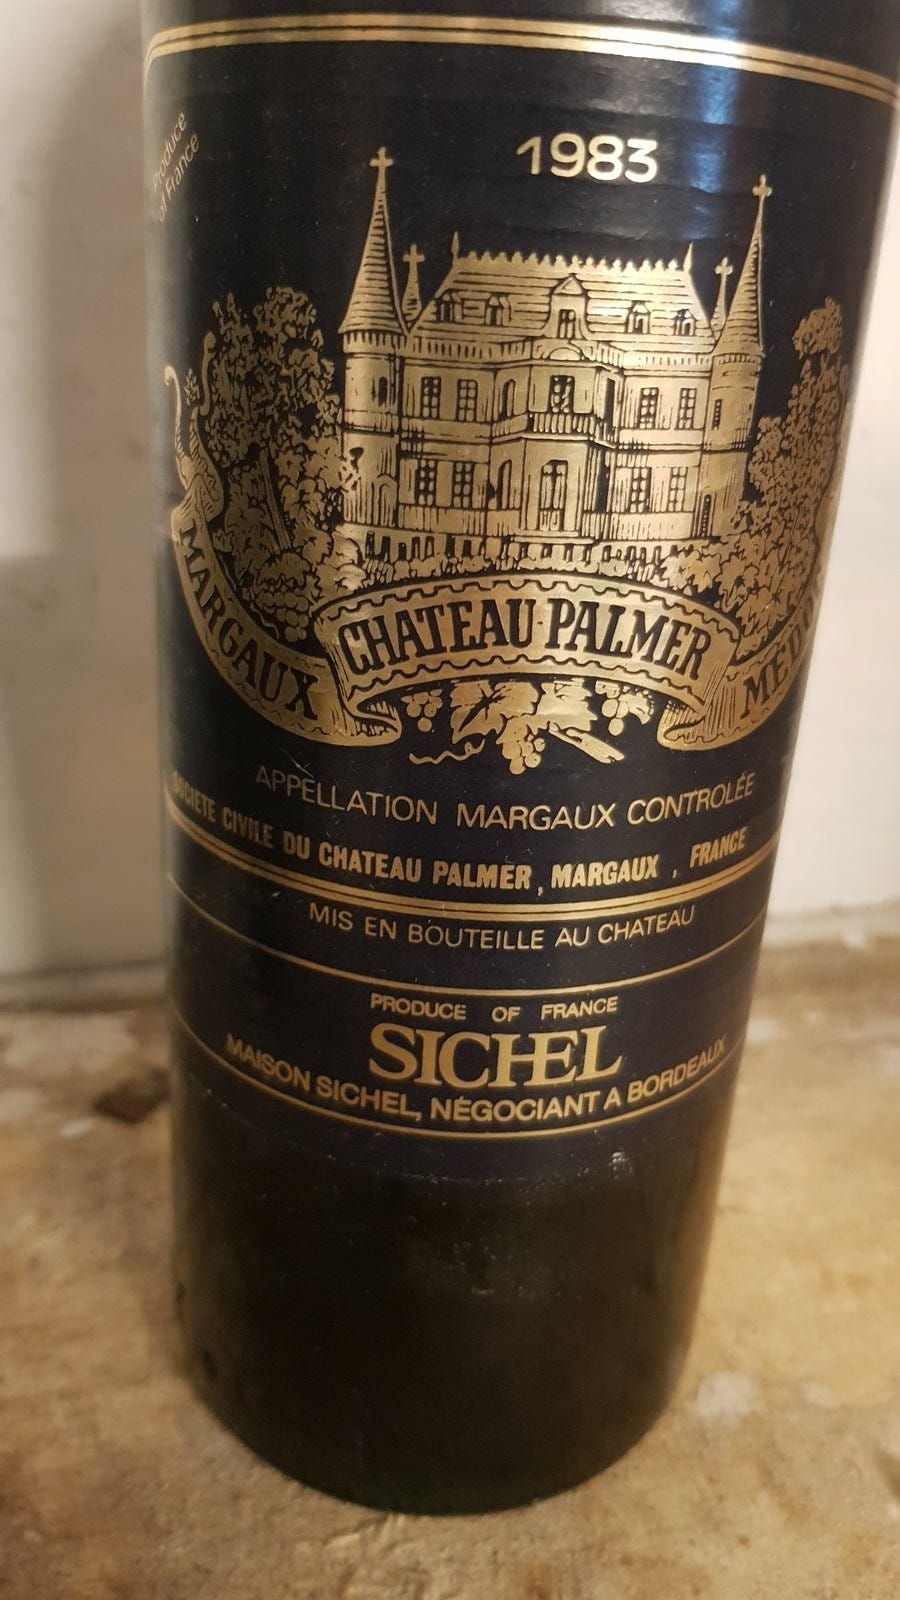 Produce
of France
1983
MARGAUX
CHATEAU PALMER
MEDOC
APPELLATION MARGAUX CONTROLÉE
SOCIETE CIVILE DU CHATEAU PALMER, MARGAUX, FRANCE
MIS EN BOUTEILLE AU CHATEAU
PRODUCE OF FRANCE
SICHEL
MAISON SICHEL, NÉGOCIANT A BORDEAUX